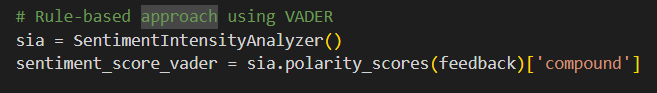 # Rule-based approach using VADER
sia = SentimentIntensityAnalyzer()
sentiment_score_vader = sia.polarity_scores(feedback)['compound']